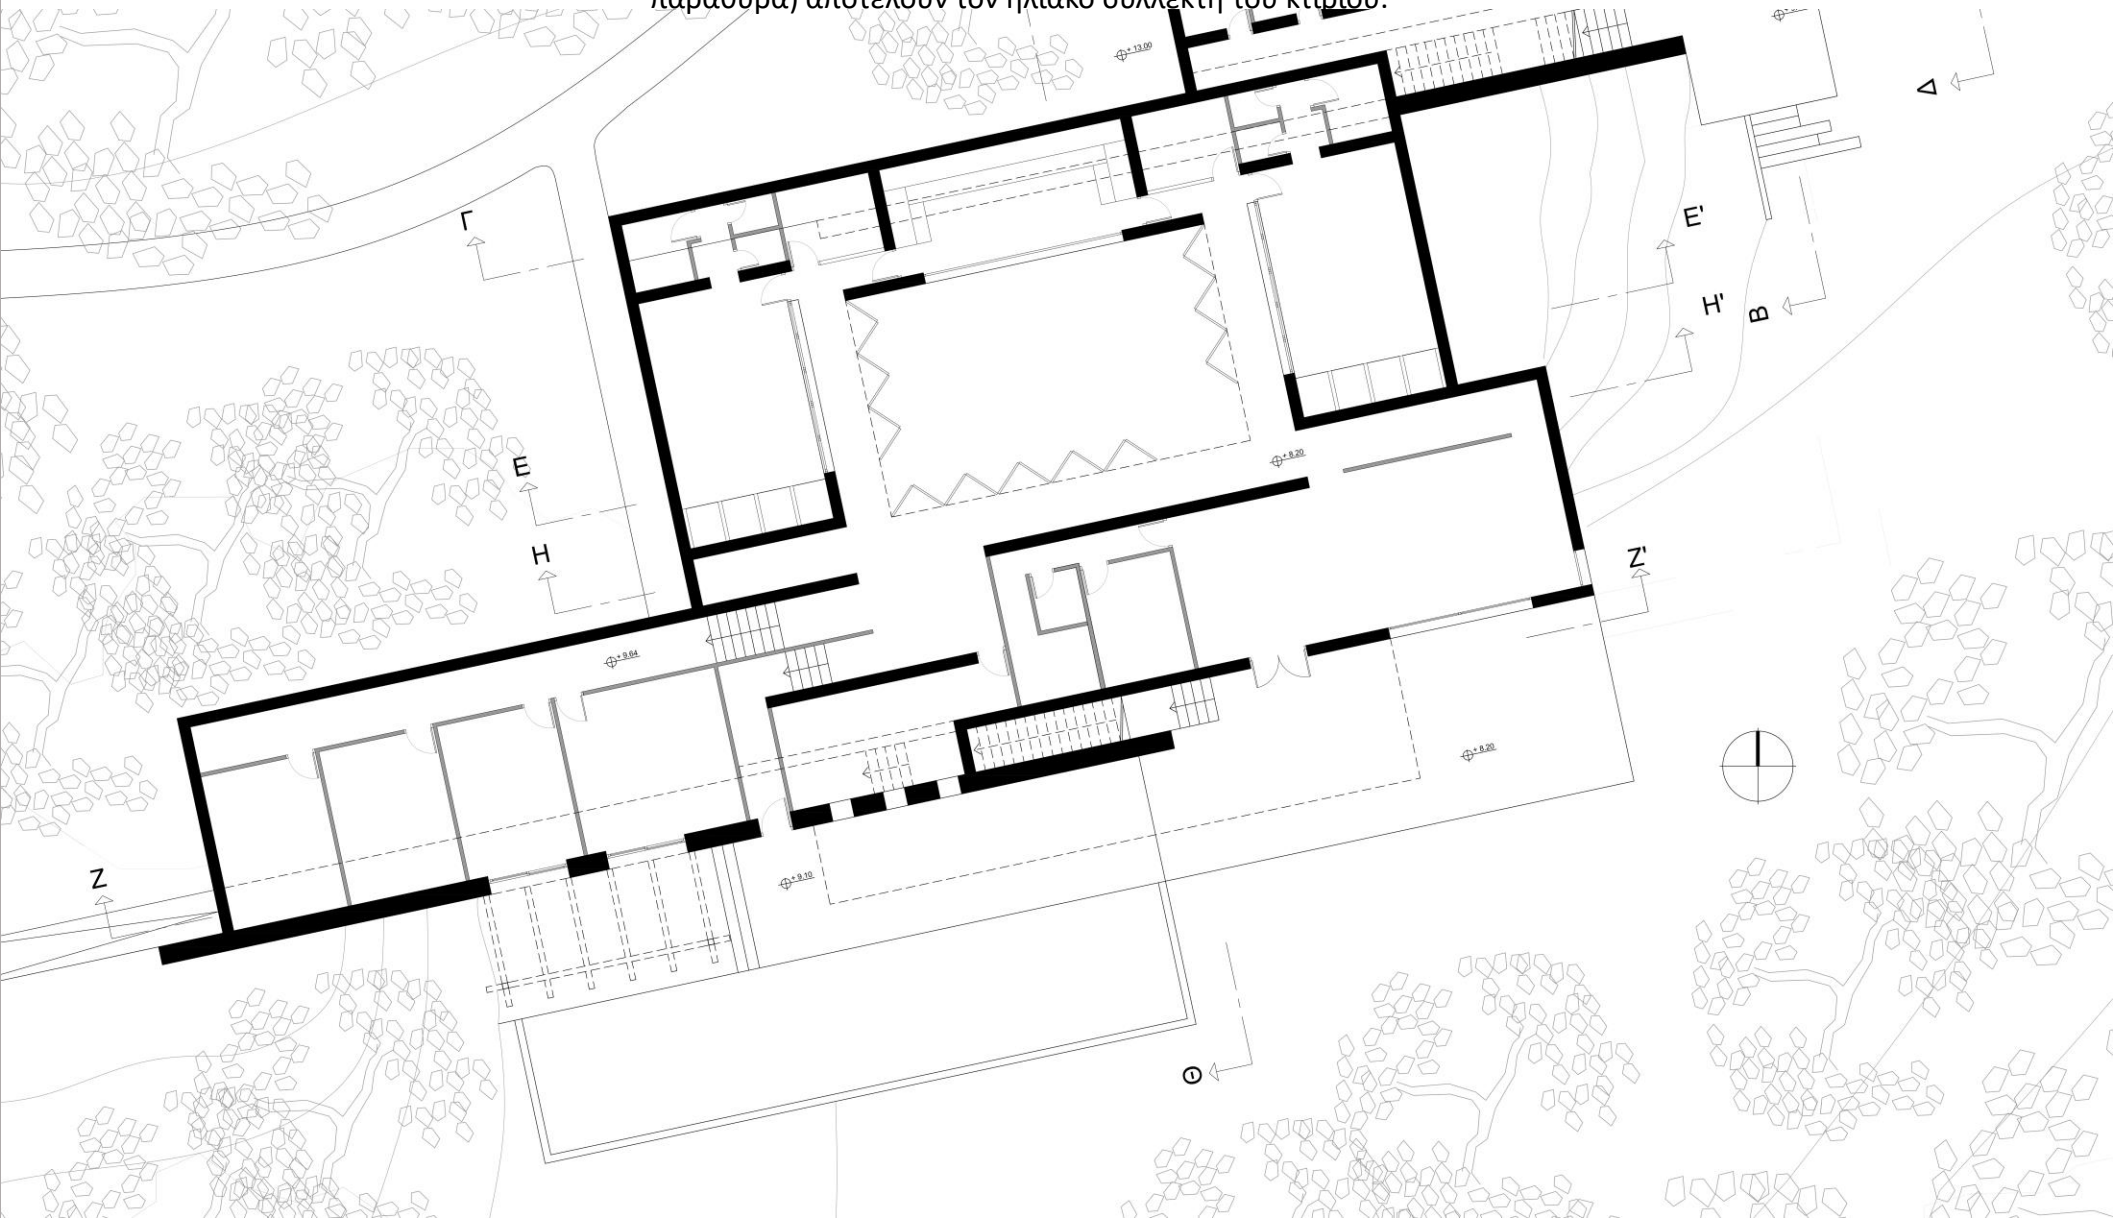 παράθυρα) αποτελούν τον ηλιακό συλλέκτη του κτιρίου.
+ 13.00
Δ
Γ
E'
H'
B
E
+ 8.20
H
Z'
+ 9.64
+ 8.20
Z
+ 9.10
Θ